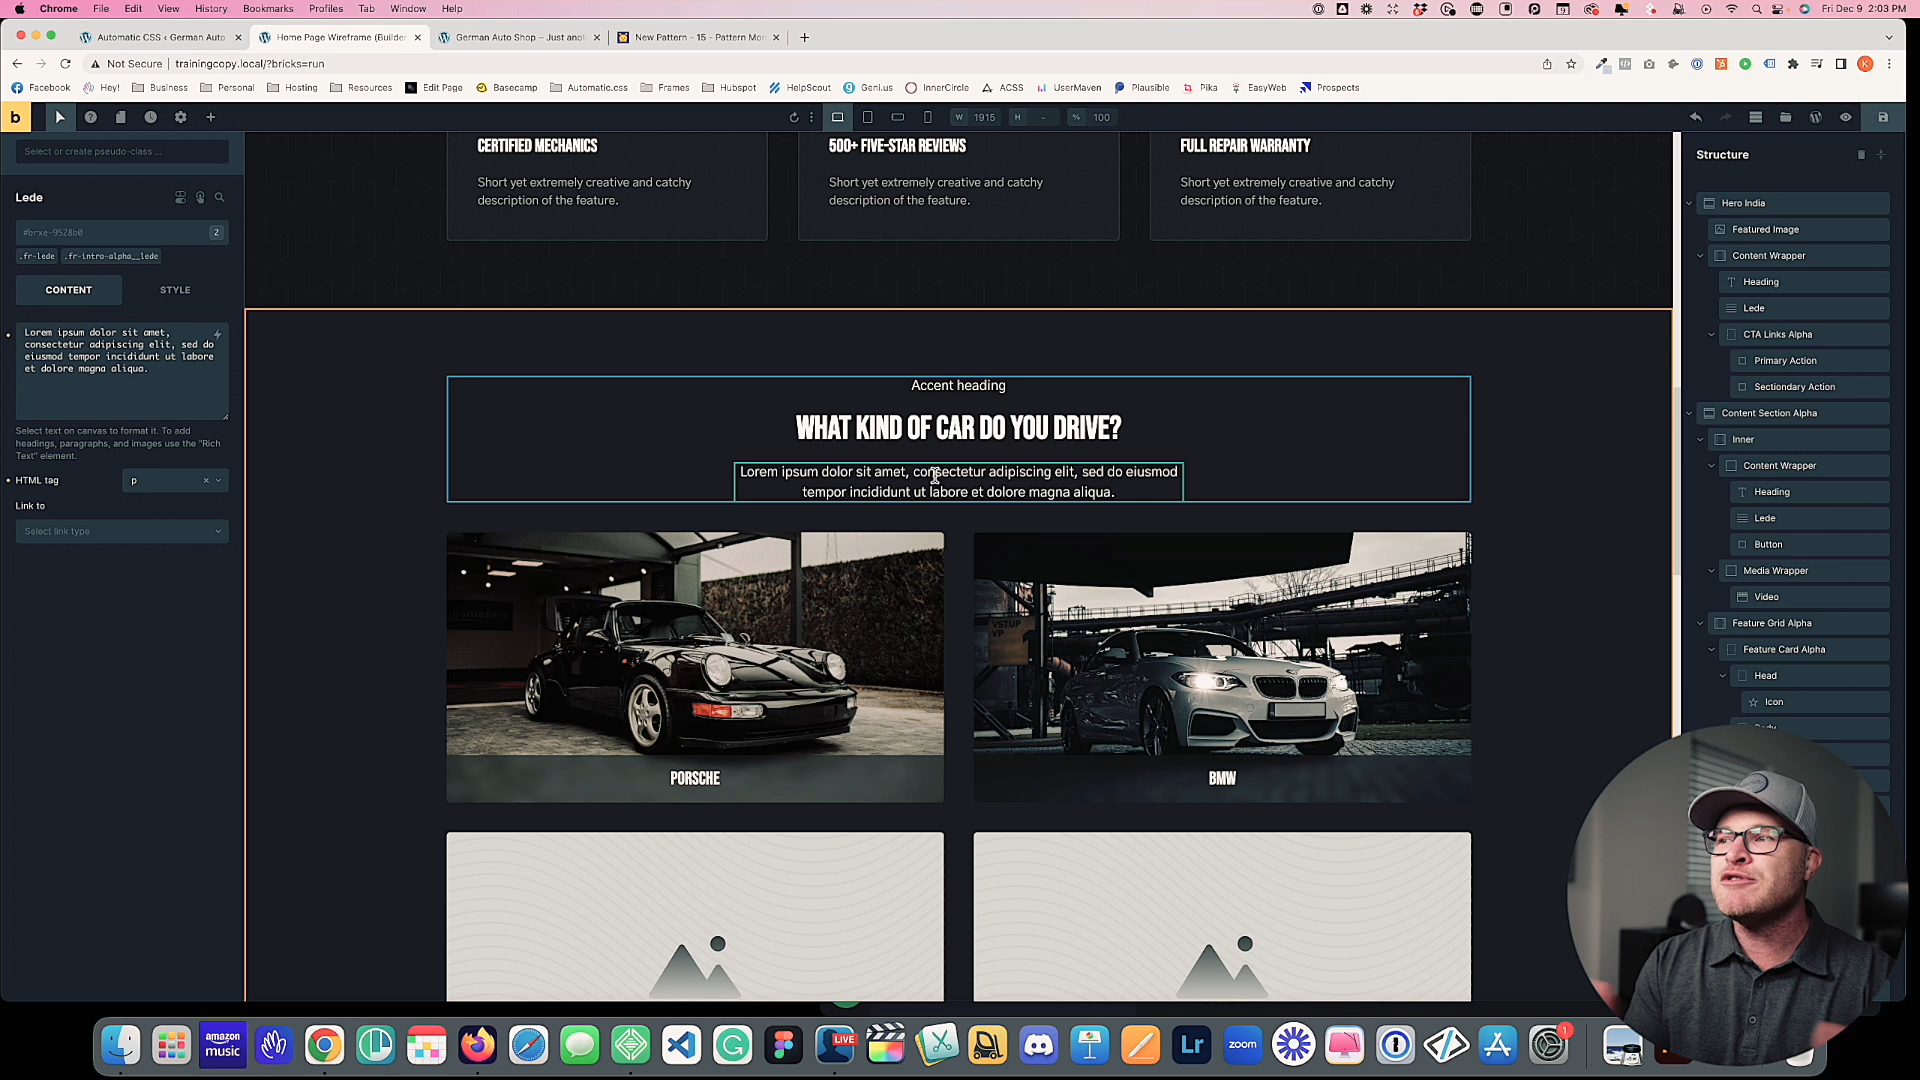 Chrome File Edit View History Bookmarks Profiles Tab Window Help
Fri Dec 9 2:03 PM
Automatic CSS ‹ German Auto
Home Page Wireframe (Builder
German Auto Shop – Just anot
New Pattern - 15 - Pattern Mon
Not Secure trainingcopy.local/?bricks=run
Facebook Hey! Business Personal Hosting Resources Edit Page Basecamp Automatic.css Frames Hubspot HelpScout Geni.us InnerCircle ACSS UserMaven Plausible Pika EasyWeb Prospects
b W 1915 H - % 100
Select or create pseudo-class ...
Lede
#brxe-9528b0 2
.fr-lede .fr-intro-alpha__lede
CONTENT STYLE
Lorem ipsum dolor sit amet,
consectetur adipiscing elit, sed do
eiusmod tempor incididunt ut labore
et dolore magna aliqua.
Select text on canvas to format it. To add
headings, paragraphs, and images use the "Rich
Text" element.
HTML tag p
Link to
Select link type
CERTIFIED MECHANICS
Short yet extremely creative and catchy
description of the feature.
500+ FIVE-STAR REVIEWS
Short yet extremely creative and catchy
description of the feature.
FULL REPAIR WARRANTY
Short yet extremely creative and catchy
description of the feature.
Accent heading
WHAT KIND OF CAR DO YOU DRIVE?
Lorem ipsum dolor sit amet, consectetur adipiscing elit, sed do eiusmod
tempor incididunt ut labore et dolore magna aliqua.
VSTUP
VP
PORSCHE
BMW
Structure
Hero India
Featured Image
Content Wrapper
Heading
Lede
CTA Links Alpha
Primary Action
Sectiondary Action
Content Section Alpha
Inner
Content Wrapper
Heading
Lede
Button
Media Wrapper
Video
Feature Grid Alpha
Feature Card Alpha
Head
Icon
amazon
music
LIVE
Lr
zoom
1